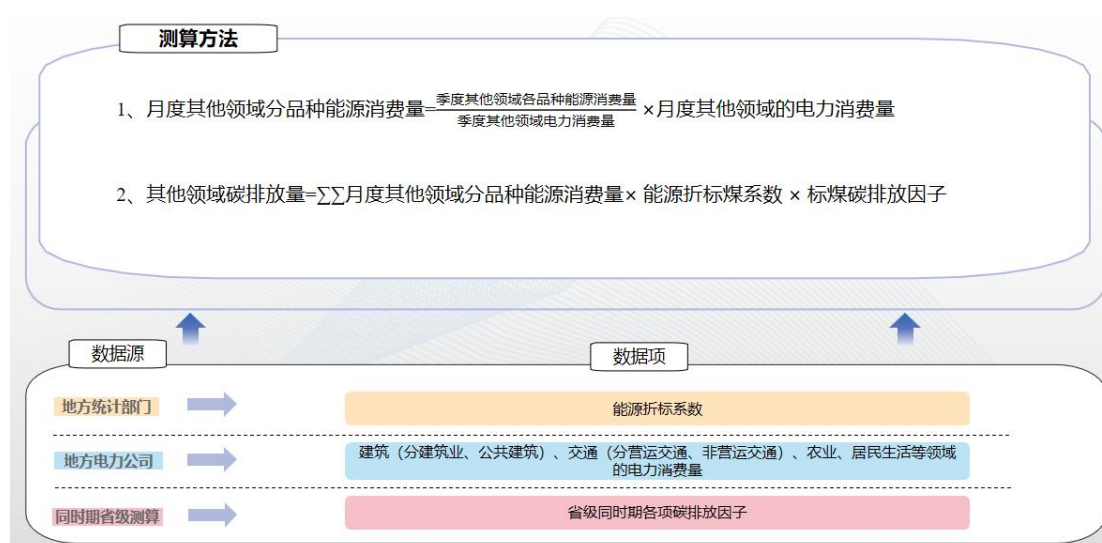 测算方法
1、月度其他领域分品种能源消费量=季度其他领域各品种能源消费量/季度其他领域电力消费量 ×月度其他领域的电力消费量
2、其他领域碳排放量=∑∑月度其他领域分品种能源消费量× 能源折标煤系数 × 标煤碳排放因子
数据源
数据项
地方统计部门
能源折标系数
地方电力公司
建筑（分建筑业、公共建筑）、交通（分营运交通、非营运交通）、农业、居民生活等领域
的电力消费量
同时期省级测算
省级同时期各项碳排放因子